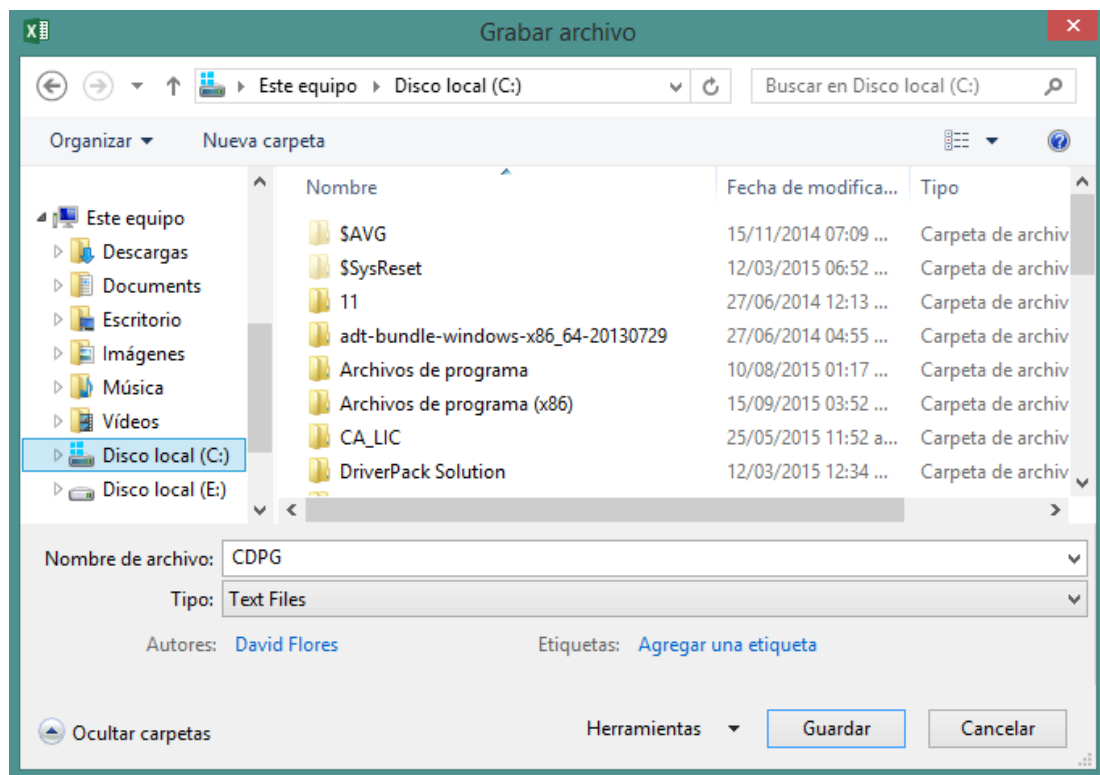 Grabar archivo
Este equipo Disco local (C:) Buscar en Disco local (C:)
Organizar Nueva carpeta
Nombre Fecha de modifica... Tipo
Este equipo
Descargas
Documents
Escritorio
Imágenes
Música
Vídeos
Disco local (C:)
Disco local (E:)
$AVG 15/11/2014 07:09 ... Carpeta de archiv
$SysReset 12/03/2015 06:52 ... Carpeta de archiv
11 27/06/2014 12:13 ... Carpeta de archiv
adt-bundle-windows-x86_64-20130729 27/06/2014 04:55 ... Carpeta de archiv
Archivos de programa 10/08/2015 01:17 ... Carpeta de archiv
Archivos de programa (x86) 15/09/2015 03:52 ... Carpeta de archiv
CA_LIC 25/05/2015 11:52 a... Carpeta de archiv
DriverPack Solution 12/03/2015 12:34 ... Carpeta de archiv
Nombre de archivo: CDPG
Tipo: Text Files
Autores: David Flores Etiquetas: Agregar una etiqueta
Ocultar carpetas Herramientas Guardar Cancelar